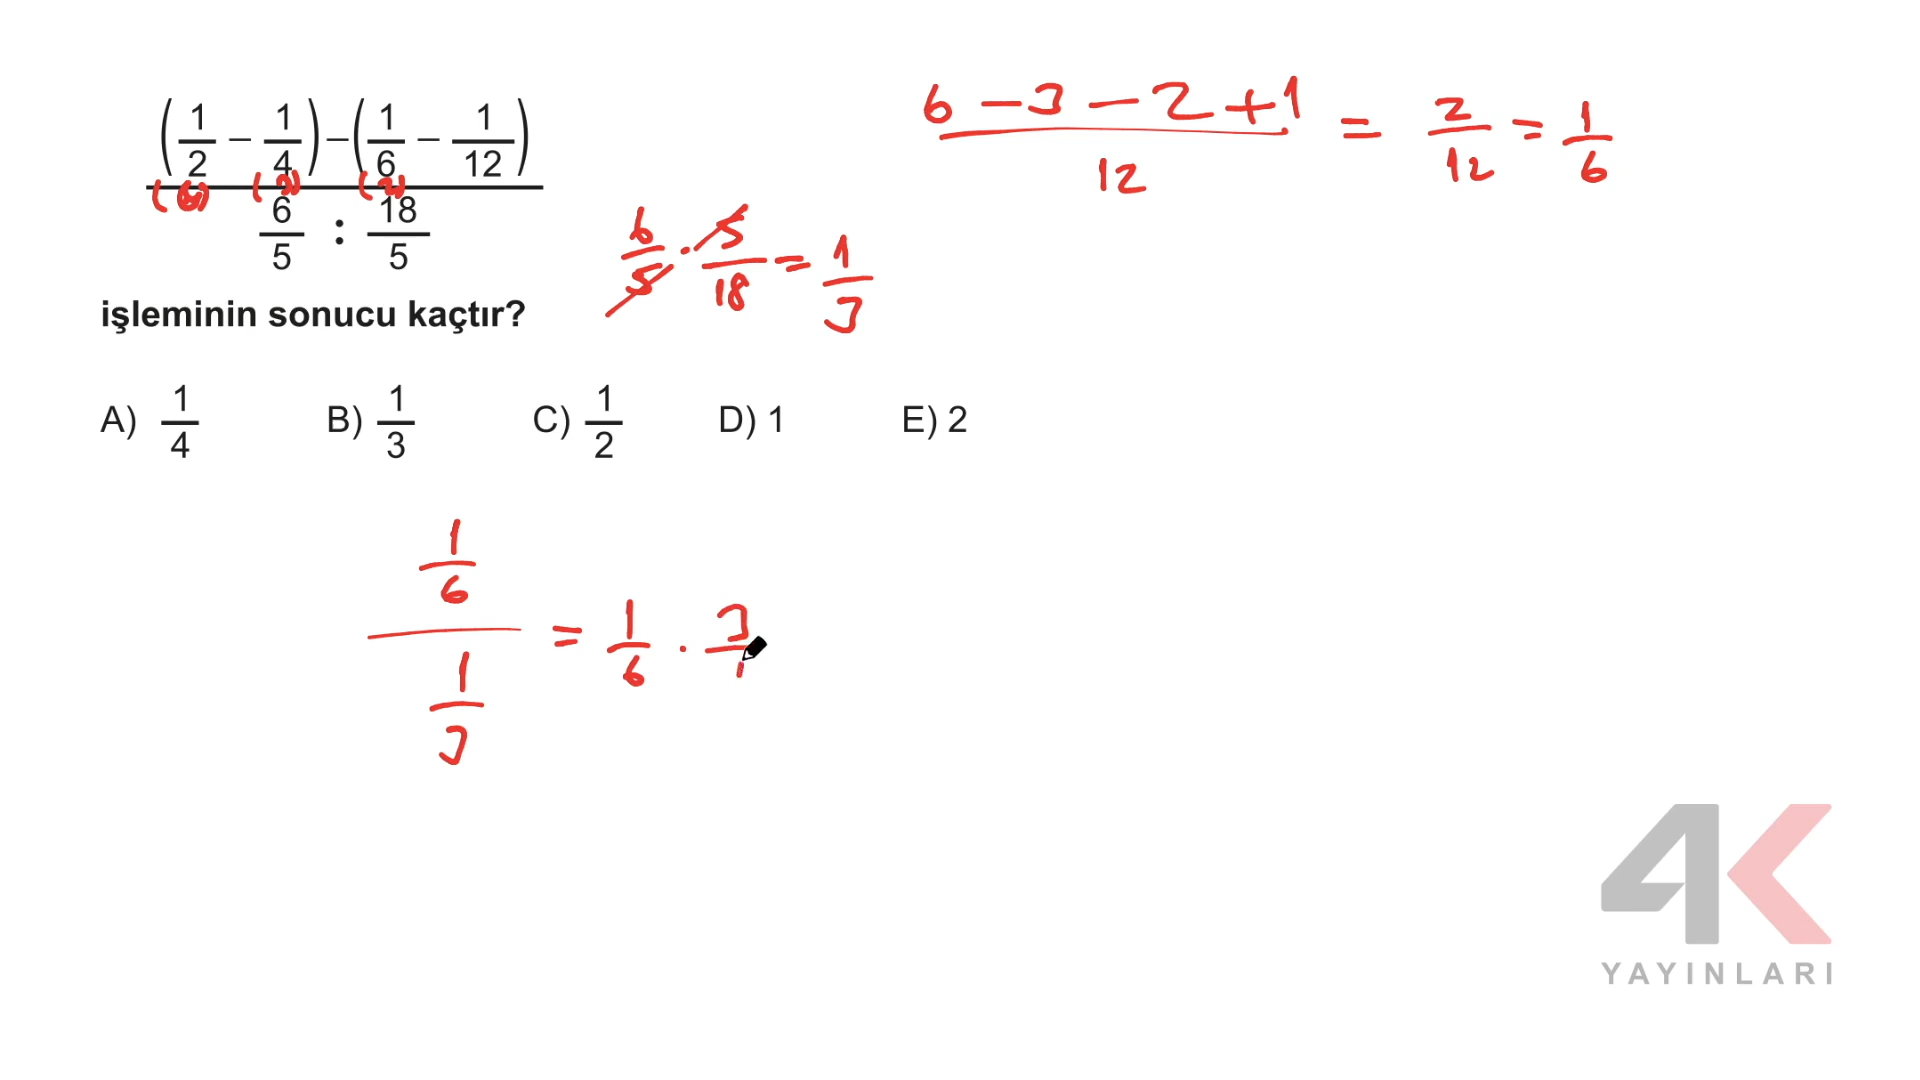 (1/2 − 1/4) − (1/6 − 1/12)
(6) (3) (2)
6/5 : 18/5
işleminin sonucu kaçtır?
A) 1/4 B) 1/3 C) 1/2 D) 1 E) 2
6 − 3 − 2 + 1 / 12 = 2/12 = 1/6
6/5 · 5/18 = 1/3
1/6 / 1/3 = 1/6 · 3/1
4K
YAYINLARI